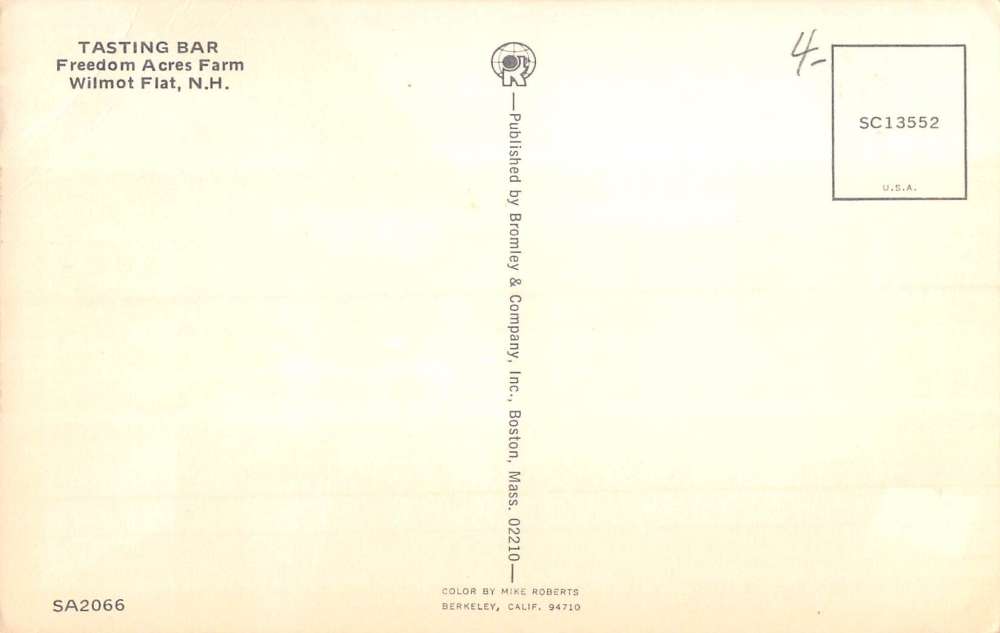 TASTING BAR
Freedom Acres Farm
Wilmot Flat, N.H.
R
—Published by Bromley & Company, Inc., Boston, Mass. 02210—
4-
SC13552
U.S.A.
SA2066
COLOR BY MIKE ROBERTS
BERKELEY, CALIF. 94710